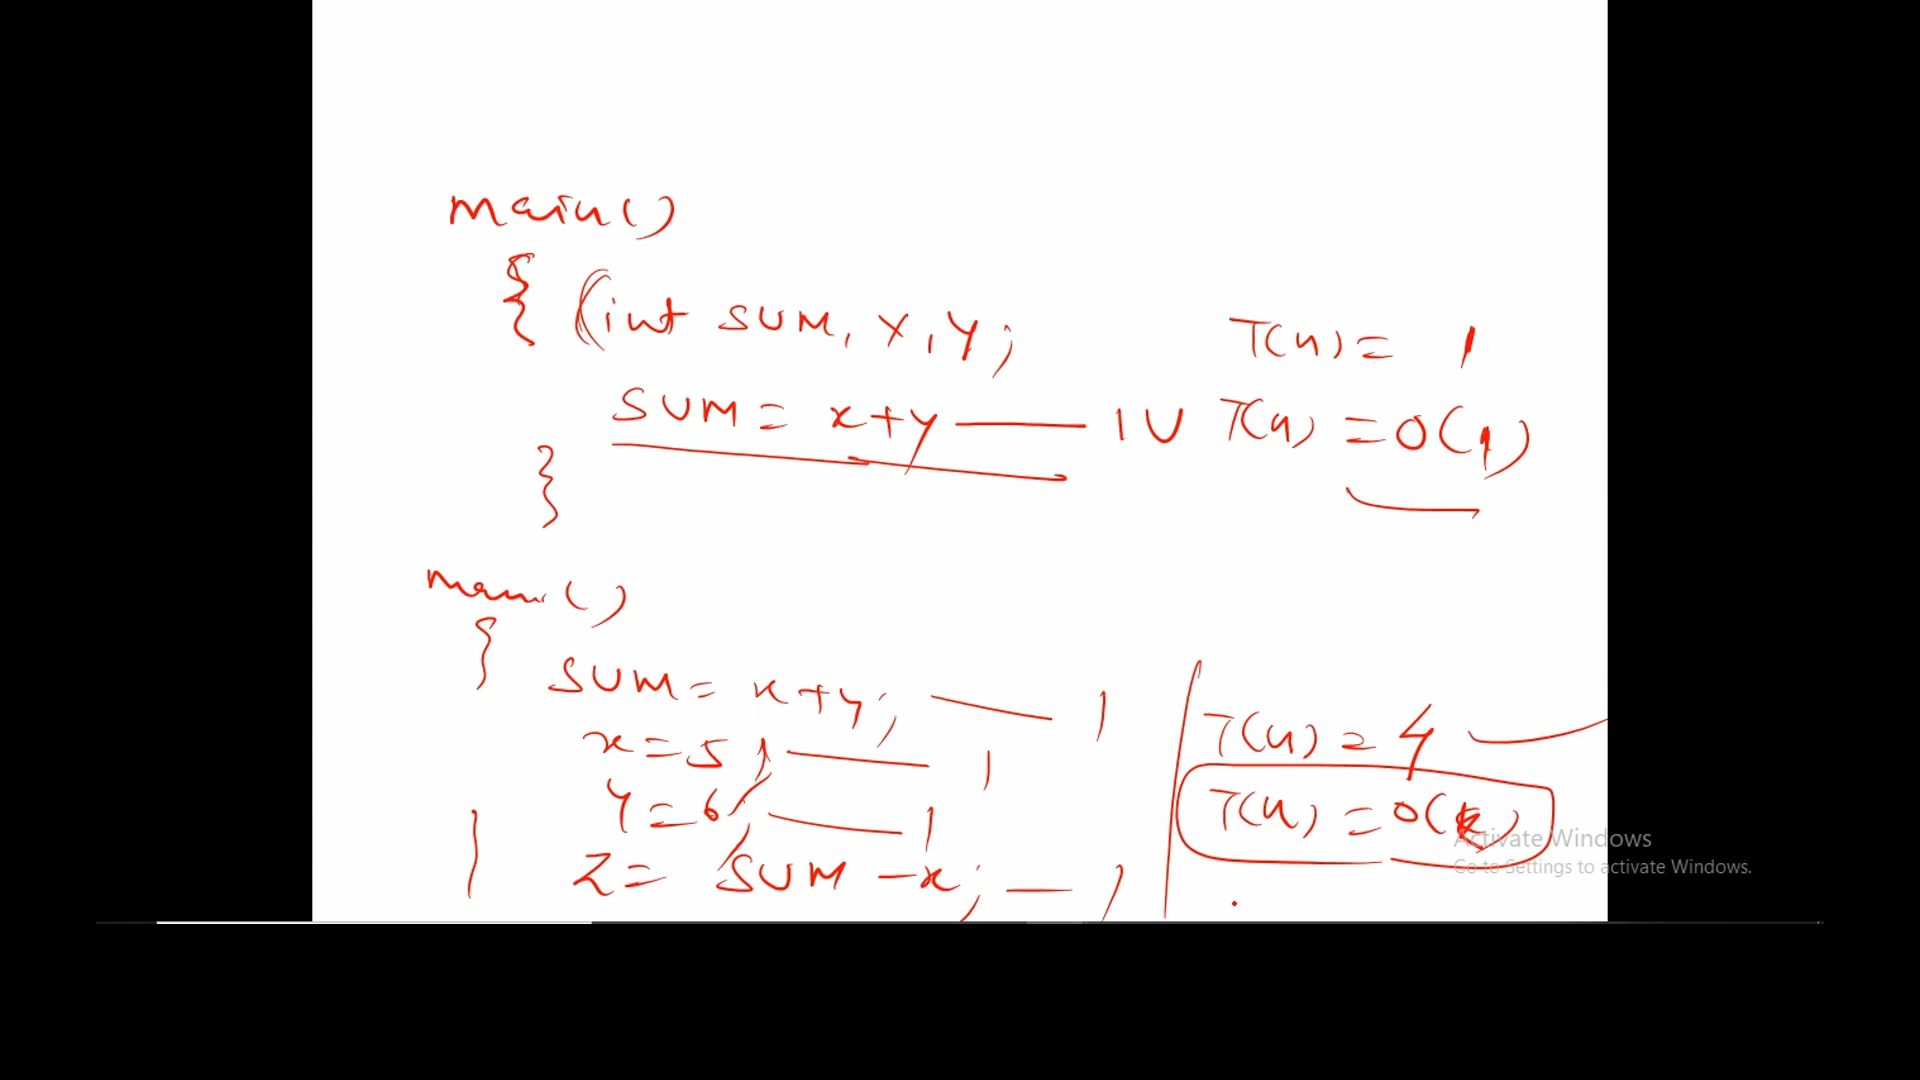 main()
{ (int SUM, X, Y;
T(n) = 1
SUM = x+y — 1U T(n) = O(1)
}
main()
{
SUM = x+y; — 1
T(n) = 4
x=5; — 1
Y=6; — 1
T(n) = O(
Z= SUM -x; — 1
}
Activate Windows
Go to Settings to activate Windows.